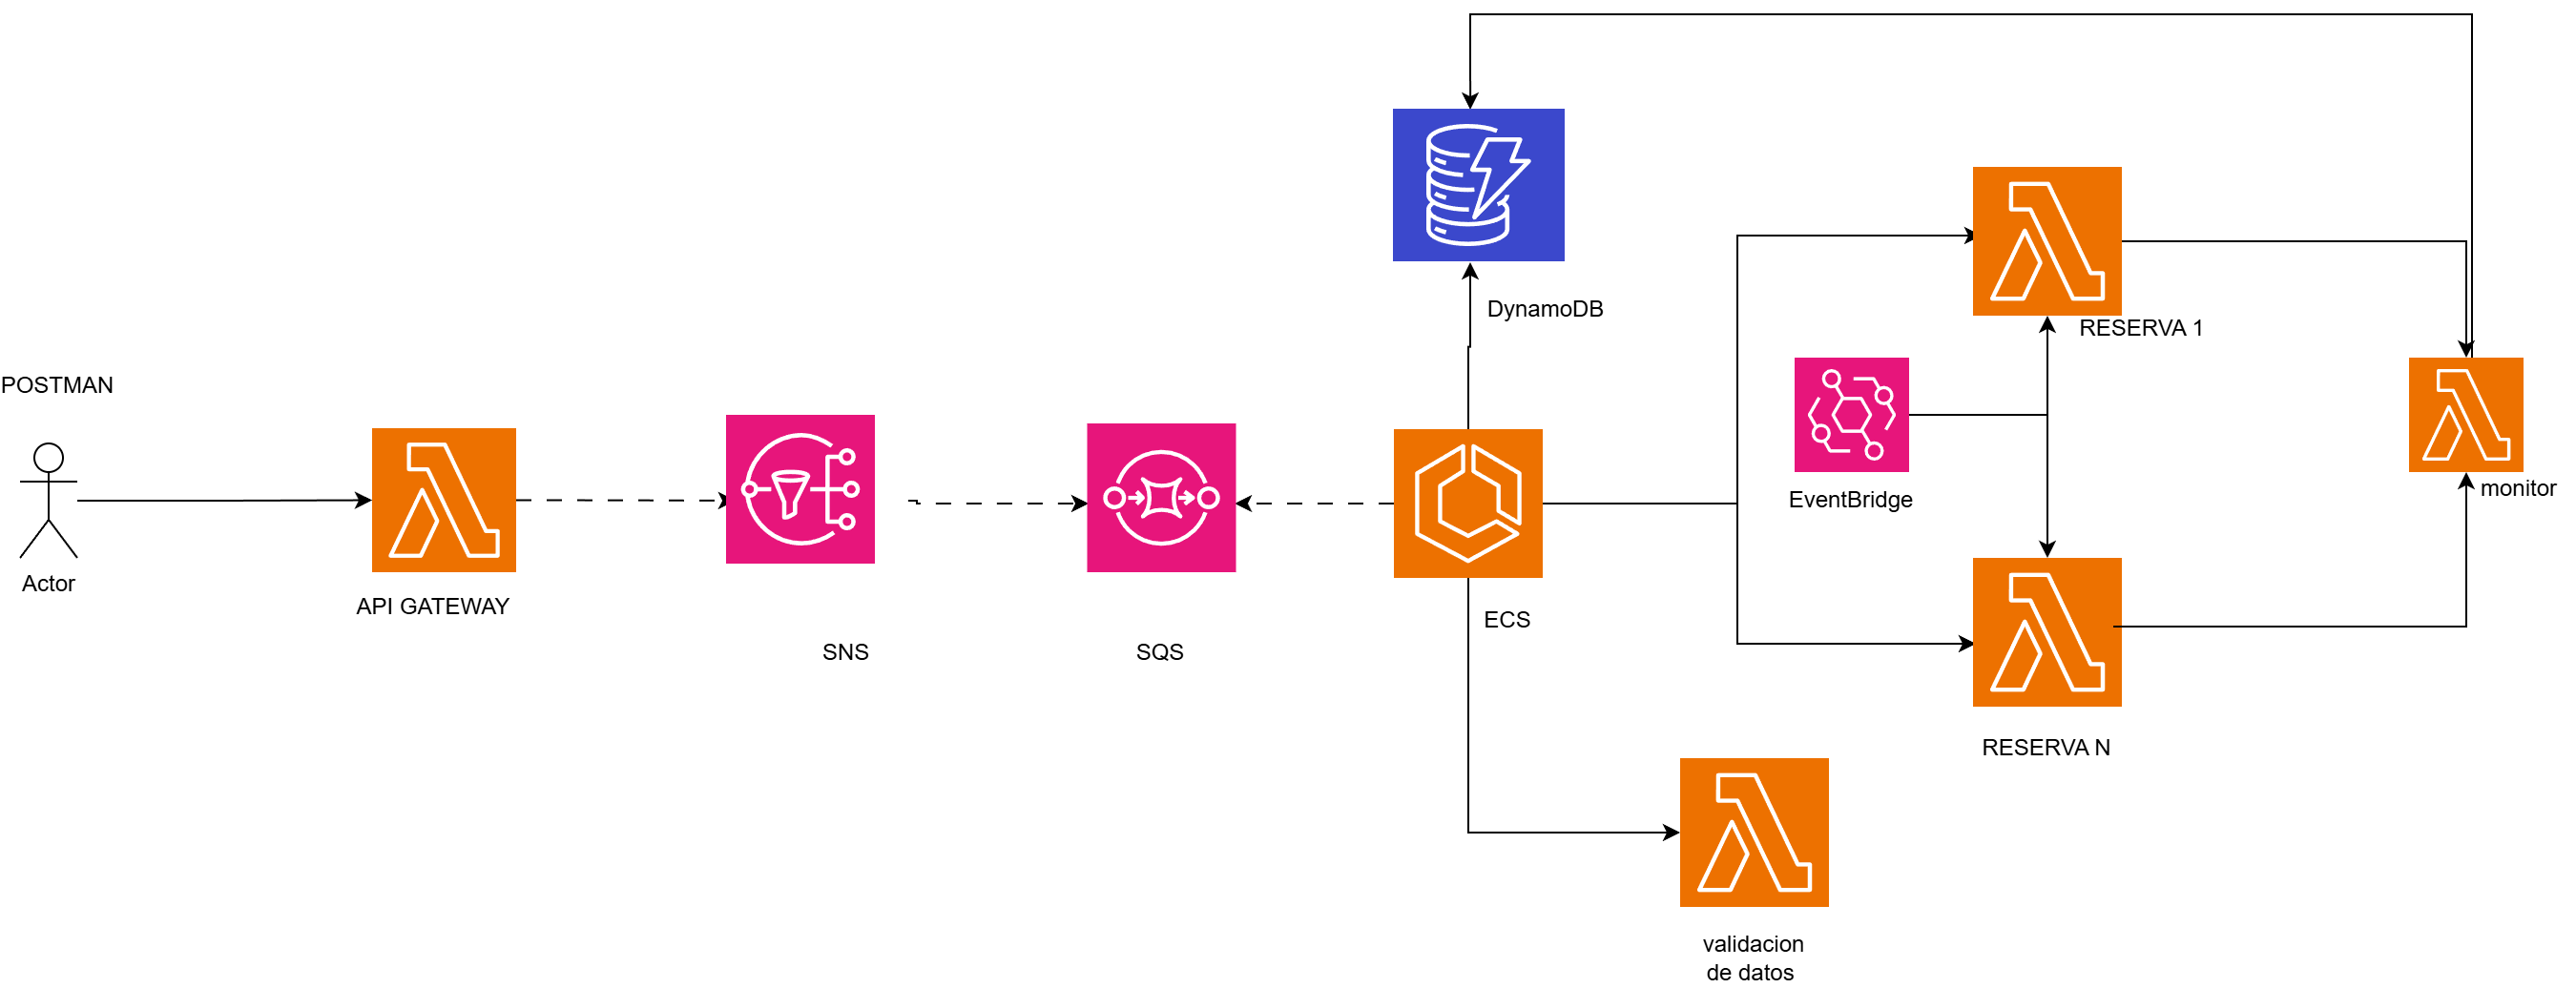 POSTMAN
Actor
API GATEWAY
SNS
SQS
DynamoDB
ECS
EventBridge
RESERVA 1
RESERVA N
monitor
validacion
de datos